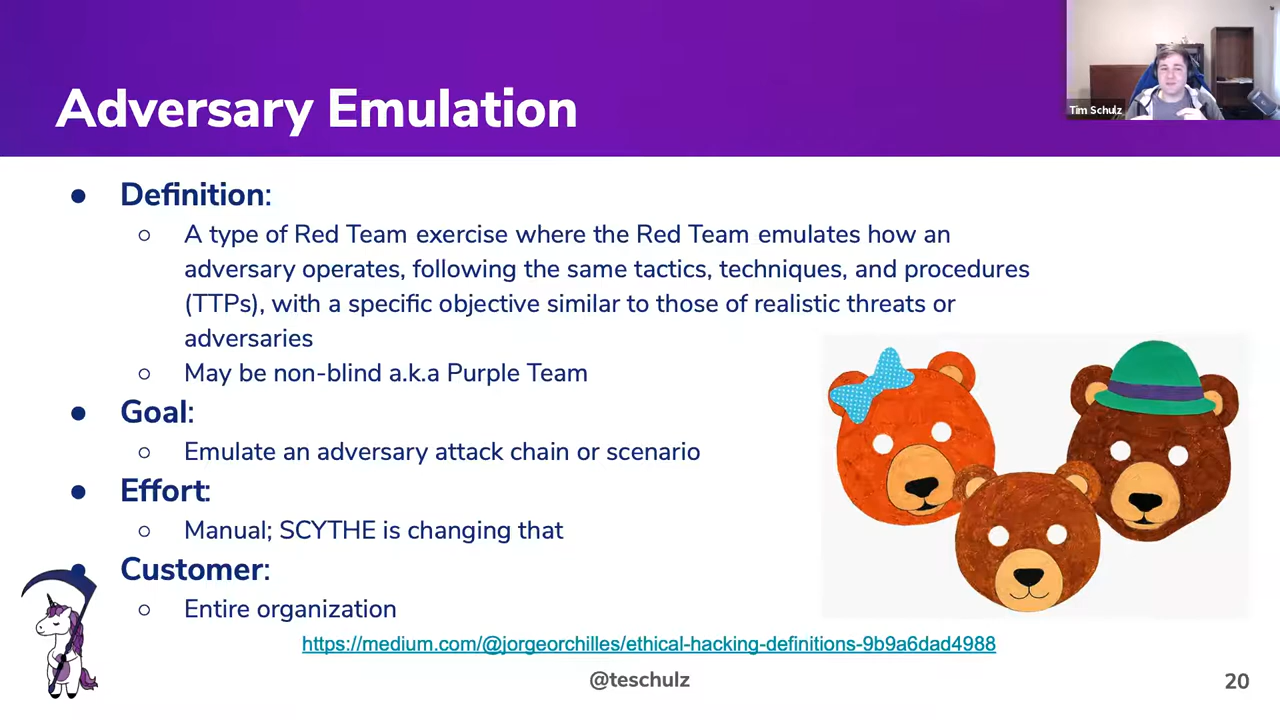 Adversary Emulation
Tim Schulz
● Definition:
○ A type of Red Team exercise where the Red Team emulates how an
adversary operates, following the same tactics, techniques, and procedures
(TTPs), with a specific objective similar to those of realistic threats or
adversaries
○ May be non-blind a.k.a Purple Team
● Goal:
○ Emulate an adversary attack chain or scenario
● Effort:
○ Manual; SCYTHE is changing that
● Customer:
○ Entire organization
https://medium.com/@jorgeorchilles/ethical-hacking-definitions-9b9a6dad4988
@teschulz
20